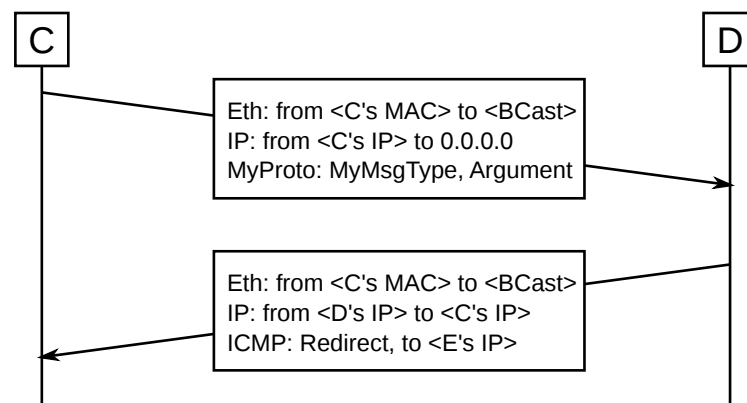 C
D
Eth: from <C's MAC> to <BCast>
IP: from <C's IP> to 0.0.0.0
MyProto: MyMsgType, Argument
Eth: from <C's MAC> to <BCast>
IP: from <D's IP> to <C's IP>
ICMP: Redirect, to <E's IP>